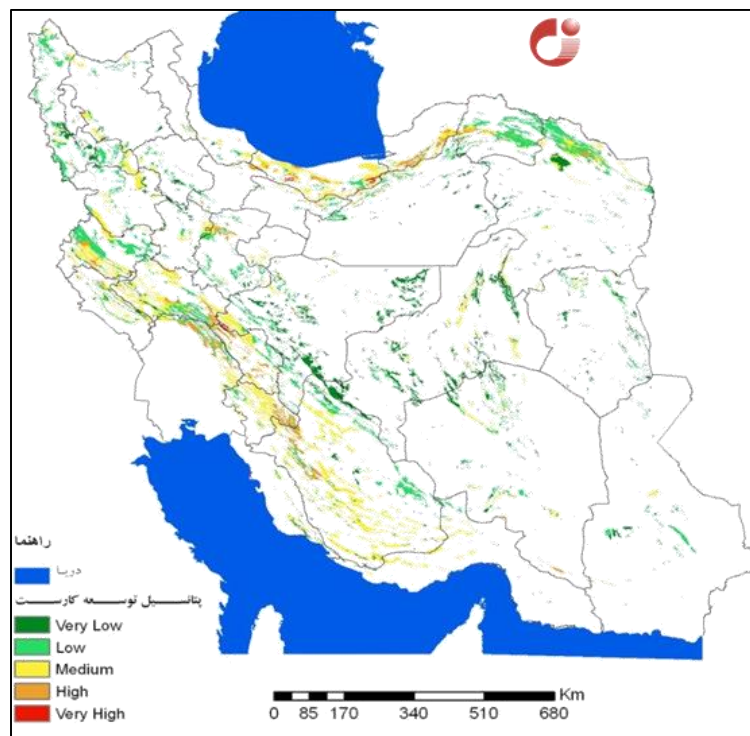 راهنما
دریا
پتانسیل توسعه کارست
Very Low
Low
Medium
High
Very High
Km
0 85 170 340 510 680